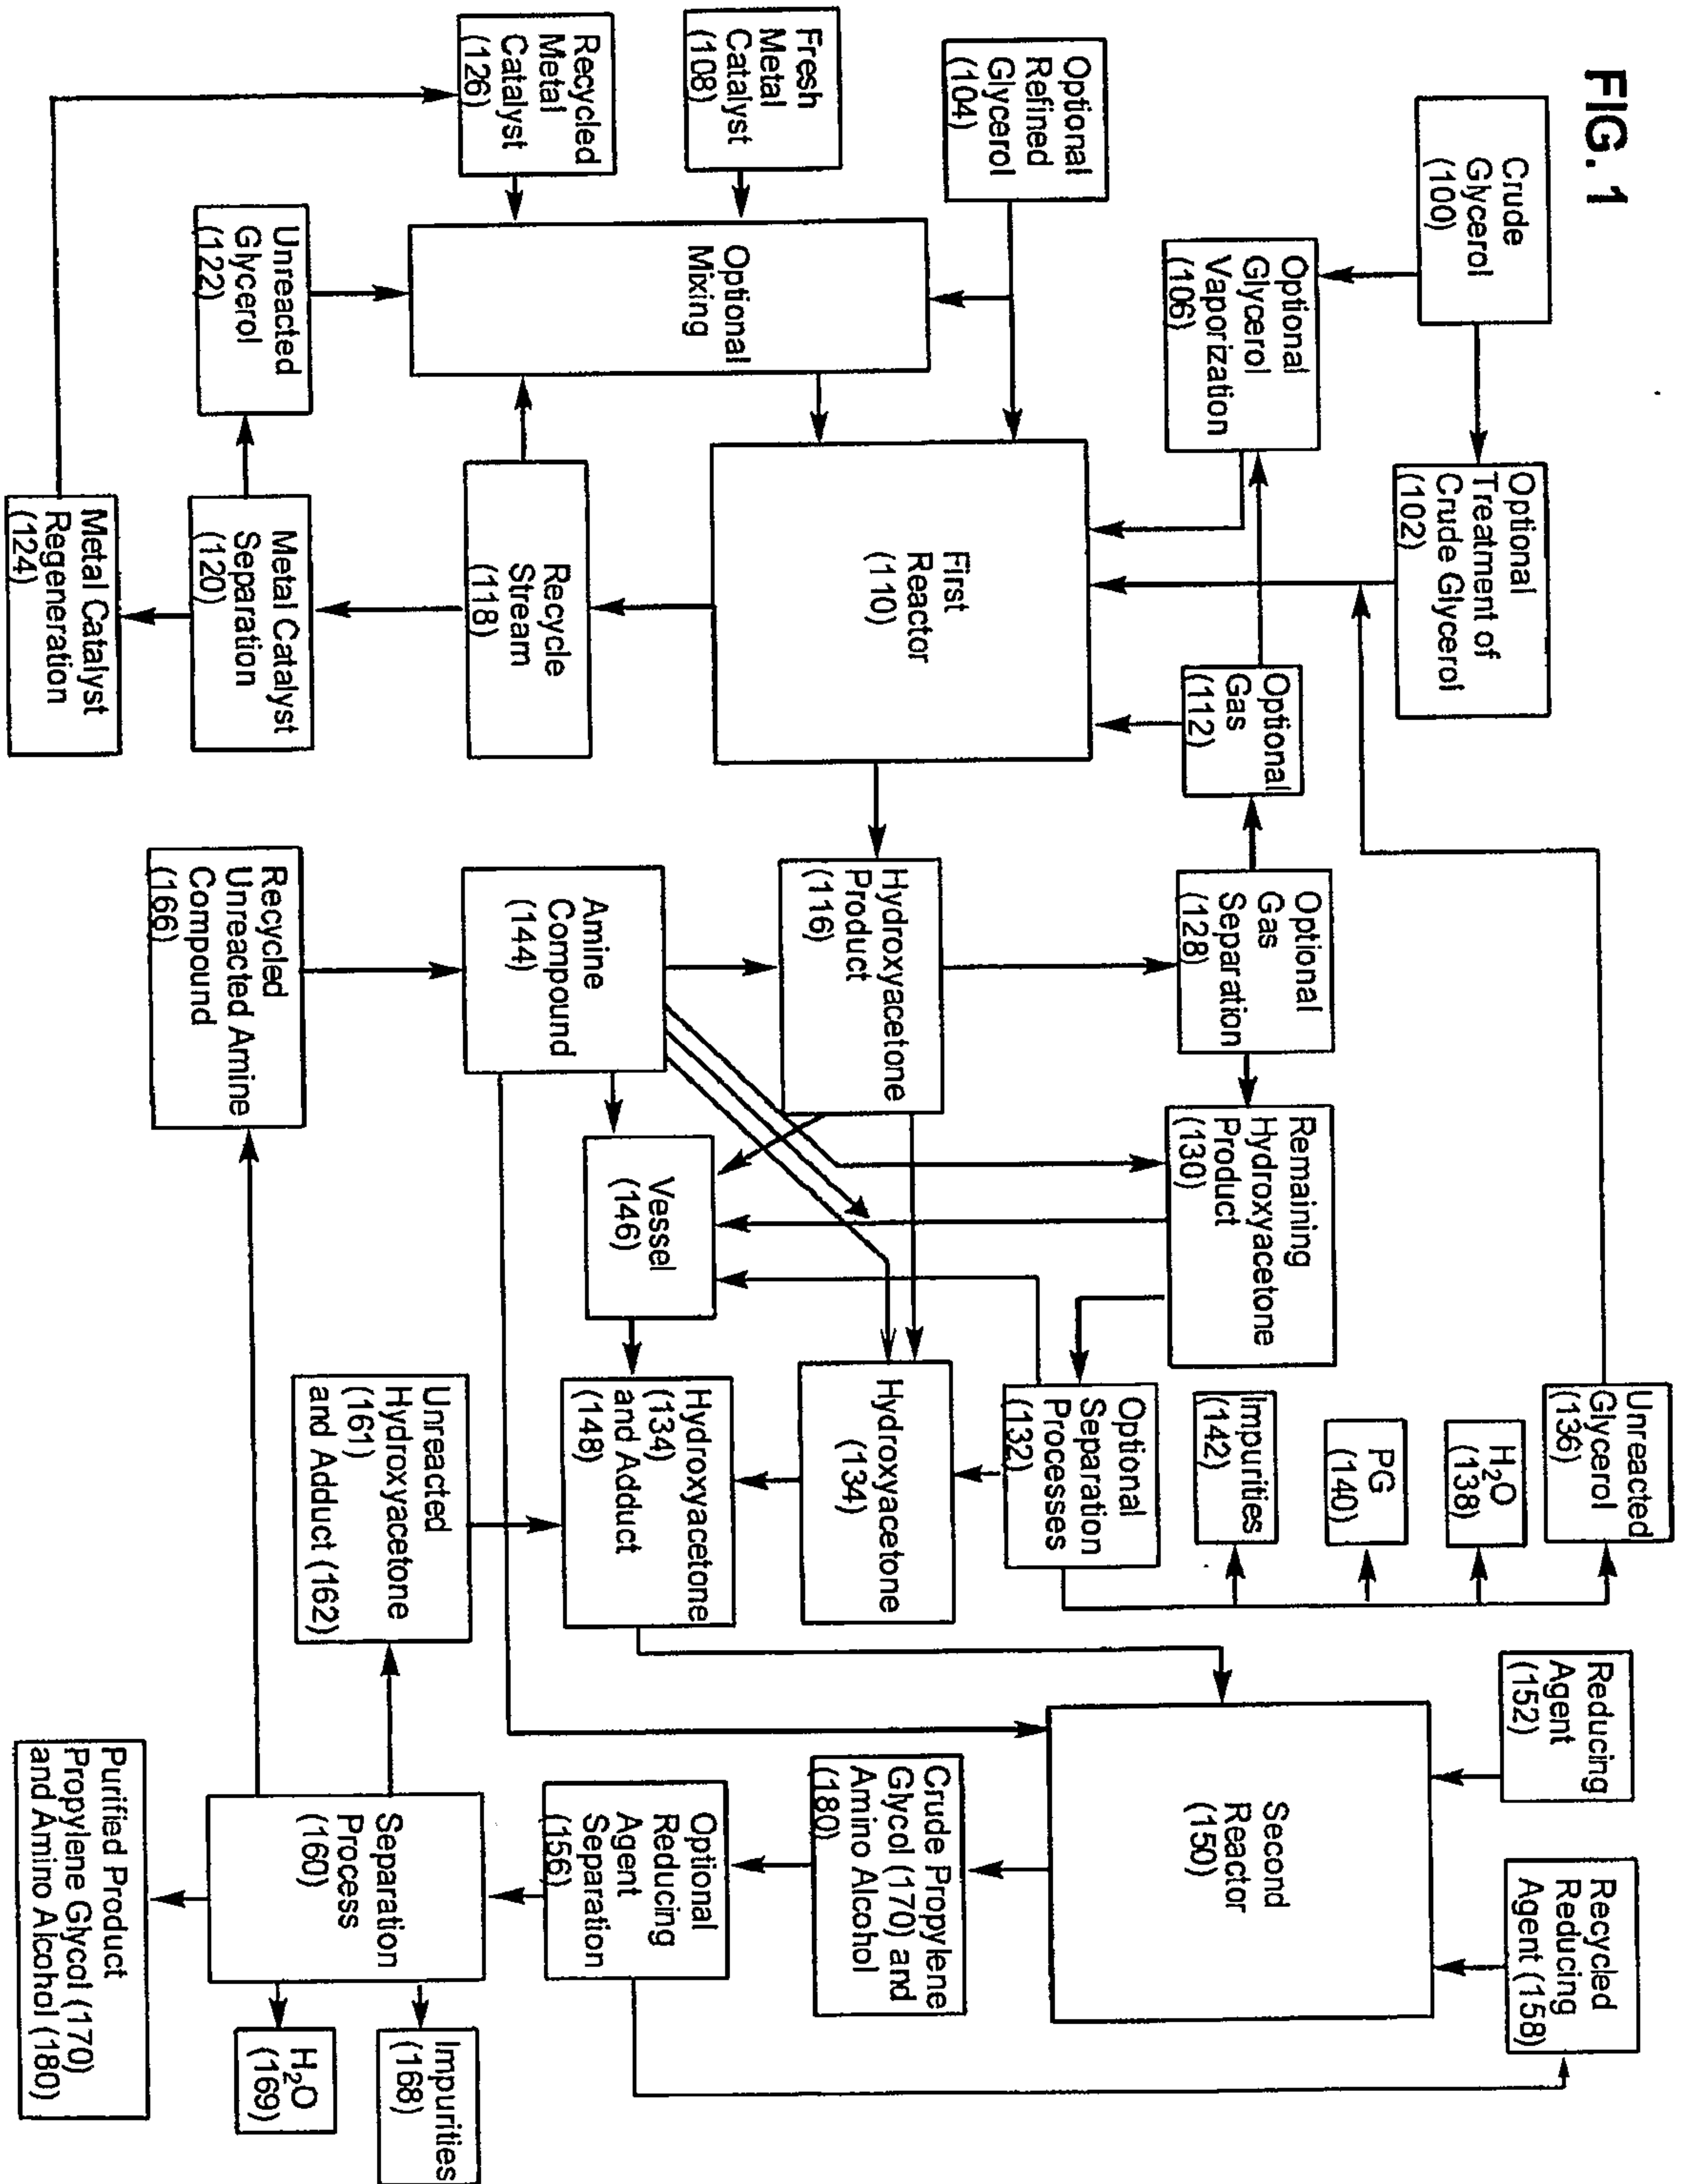 FIG. 1
Crude
Glycerol
(100)
Optional
Treatment of
Crude Glycerol
(102)
Optional
Glycerol
Vaporization
(106)
Optional
Refined
Glycerol
(104)
Fresh
Metal
Catalyst
(108)
Recycled
Metal
Catalyst
(126)
Optional
Mixing
Unreacted
Glycerol
(122)
First
Reactor
(110)
Optional
Gas
(112)
Recycle
Stream
(118)
Metal Catalyst
Separation
(120)
Metal Catalyst
Regeneration
(124)
Optional
Gas
Separation
(128)
Remaining
Hydroxyacetone
Product
(130)
Hydroxyacetone
Product
(116)
Amine
Compound
(144)
Recycled
Unreacted Amine
Compound
(166)
Vessel
(146)
Unreacted
Glycerol
(136)
H₂O
(138)
PG
(140)
Impurities
(142)
Optional
Separation
Processes
(132)
Hydroxyacetone
(134)
Hydroxyacetone
(134)
and Adduct
(148)
Unreacted
Hydroxyacetone
(161)
and Adduct (162)
Reducing
Agent
(152)
Recycled
Reducing
Agent (158)
Second
Reactor
(150)
Crude Propylene
Glycol (170) and
Amino Alcohol
(180)
Optional
Reducing
Agent
Separation
(156)
Separation
Process
(160)
Impurities
(168)
H₂O
(169)
Purified Product
Propylene Glycol (170)
and Amino Alcohol (180)